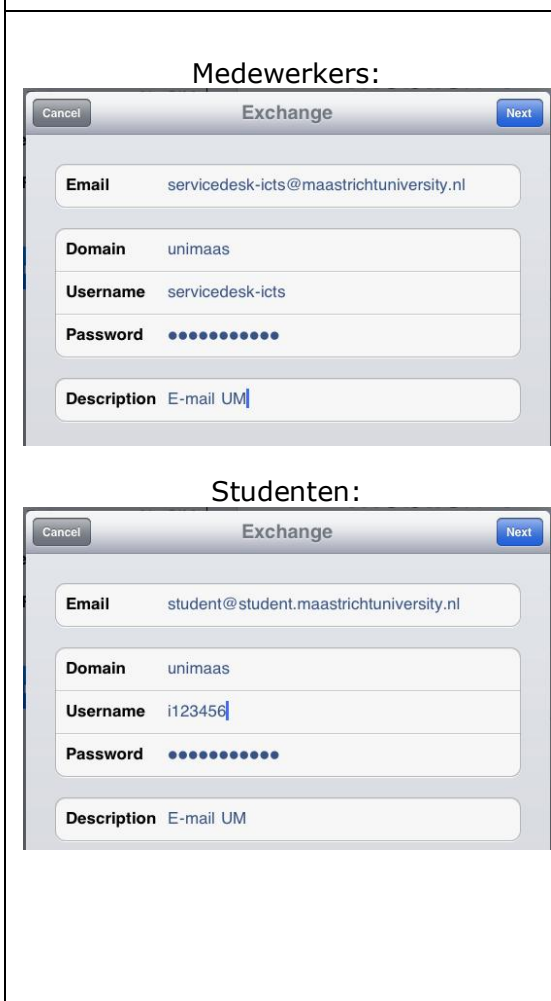 Medewerkers:
Cancel Exchange Next
Email servicedesk-icts@maastrichtuniversity.nl
Domain unimaas
Username servicedesk-icts
Password ●●●●●●●●●●●
Description E-mail UM
Studenten:
Cancel Exchange Next
Email student@student.maastrichtuniversity.nl
Domain unimaas
Username i123456
Password ●●●●●●●●●●●
Description E-mail UM